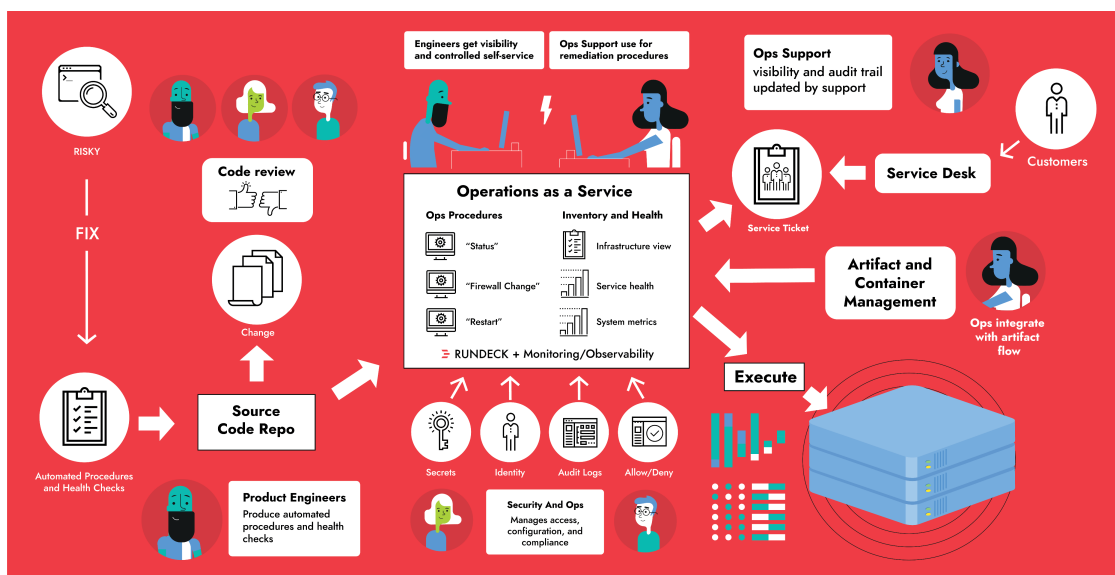 RISKY
FIX
Automated Procedures
and Health Checks
Code review
Change
Source
Code Repo
Product Engineers
Produce automated
procedures and health
checks
Engineers get visibility
and controlled self-service
Ops Support use for
remediation procedures
Operations as a Service
Ops Procedures
"Status"
"Firewall Change"
"Restart"
Inventory and Health
Infrastructure view
Service health
System metrics
RUNDECK + Monitoring/Observability
Secrets
Identity
Audit Logs
Allow/Deny
Security And Ops
Manages access,
configuration, and
compliance
Ops Support
visibility and audit trail
updated by support
Customers
Service Desk
Service Ticket
Artifact and
Container
Management
Ops integrate
with artifact
flow
Execute